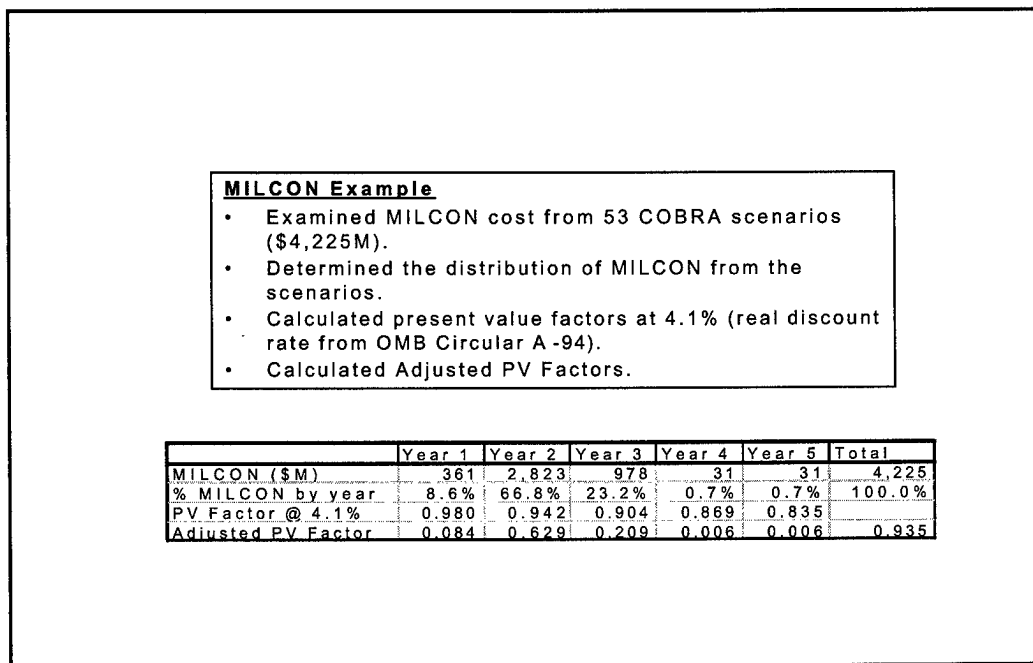 MILCON Example
• Examined MILCON cost from 53 COBRA scenarios
($4,225M).
• Determined the distribution of MILCON from the
scenarios.
• Calculated present value factors at 4.1% (real discount
rate from OMB Circular A -94).
• Calculated Adjusted PV Factors.
Year 1 Year 2 Year 3 Year 4 Year 5 Total
MILCON ($M) 361 2,823 978 31 31 4,225
% MILCON by year 8.6% 66.8% 23.2% 0.7% 0.7% 100.0%
PV Factor @ 4.1% 0.980 0.942 0.904 0.869 0.835
Adjusted PV Factor 0.084 0.629 0.209 0.006 0.006 0.935